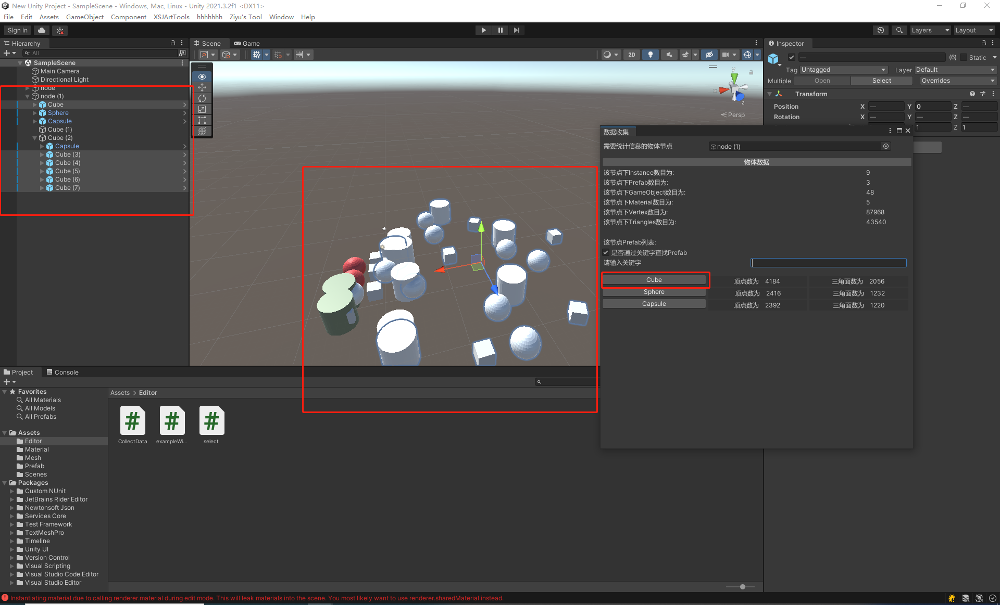 New Unity Project - SampleScene - Windows, Mac, Linux - Unity 2021.3.2f1 <DX11>
File Edit Assets GameObject Component XSJArtTools hhhhhhh Ziyu's Tool Window Help
Sign in
Layers
Layout
Hierarchy
All
SampleScene
Main Camera
Directional Light
node
node (1)
Cube
Sphere
Capsule
Cube (1)
Cube (2)
Capsule
Cube (3)
Cube (4)
Cube (5)
Cube (6)
Cube (7)
Scene
Game
2D
y
x
z
Persp
Inspector
(6)
Static
Tag Untagged Layer Default
Multiple Open Select Overrides
Transform
Position X — Y 0 Z —
Rotation X — Y — Z —
1 Z 1
数据收集
需要统计信息的物体节点 node (1)
物体数据
该节点下Instance数目为: 9
该节点下Prefab数目为: 3
该节点下GameObject数目为: 48
该节点下Material数目为: 5
该节点下Vertex数目为: 87968
该节点下Triangles数目为: 43540
该节点Prefab列表:
是否通过关键字查找Prefab
请输入关键字
Cube 顶点数为 4184 三角面数为 2056
Sphere 顶点数为 2416 三角面数为 1232
Capsule 顶点数为 2392 三角面数为 1220
Project
Console
Favorites
All Materials
All Models
All Prefabs
Assets
Editor
Material
Mesh
Prefab
Scenes
Packages
Custom NUnit
JetBrains Rider Editor
Newtonsoft Json
Services Core
Test Framework
TextMeshPro
Timeline
Unity UI
Version Control
Visual Scripting
Visual Studio Code Editor
Visual Studio Editor
Assets > Editor
CollectData
exampleWi...
select
Instantiating material due to calling renderer.material during edit mode. This will leak materials into the scene. You most likely want to use renderer.sharedMaterial instead.